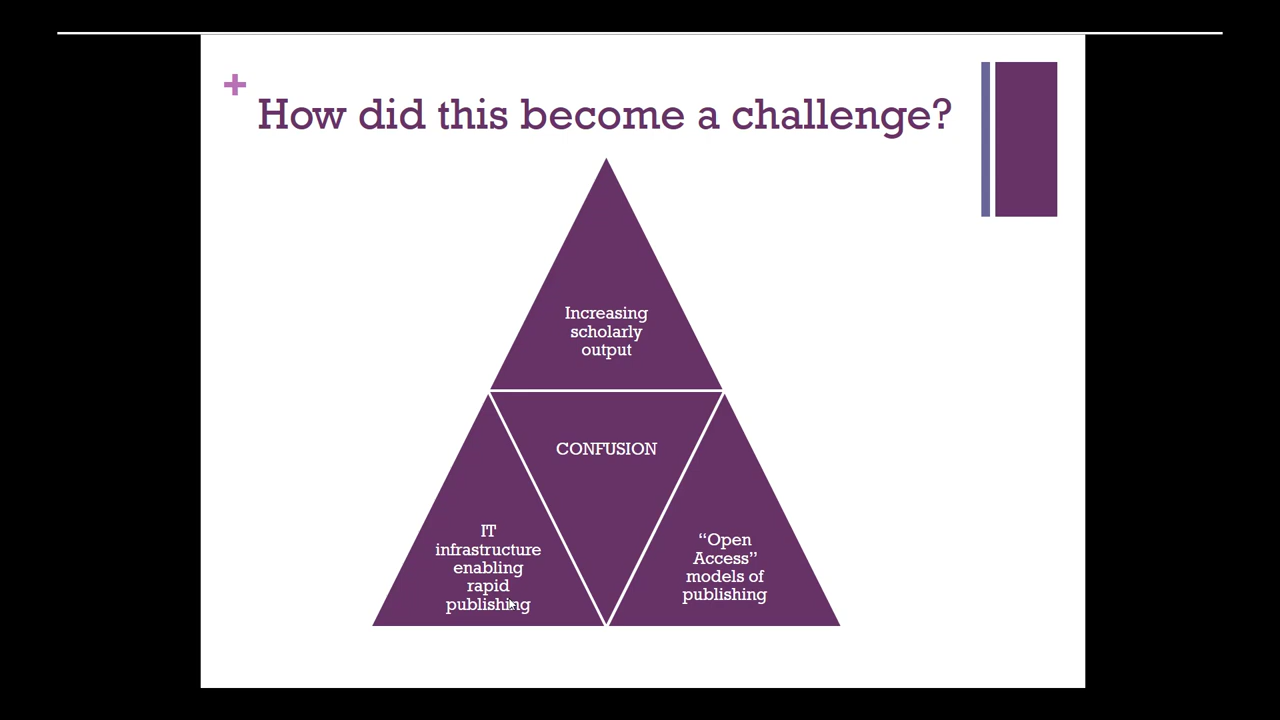 +
How did this become a challenge?
Increasing
scholarly
output
CONFUSION
IT
infrastructure
enabling
rapid
publishing
“Open
Access”
models of
publishing